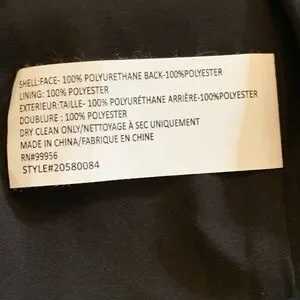 SHELL:FACE- 100% POLYURETHANE BACK-100%POLYESTER
LINING: 100% POLYESTER
EXTERIEUR:TAILLE- 100% POLYURÉTHANE ARRIÈRE-100%POLYESTER
DOUBLURE : 100% POLYESTER
DRY CLEAN ONLY/NETTOYAGE À SEC UNIQUEMENT
MADE IN CHINA/FABRIQUE EN CHINE
RN#99956
STYLE#20580084